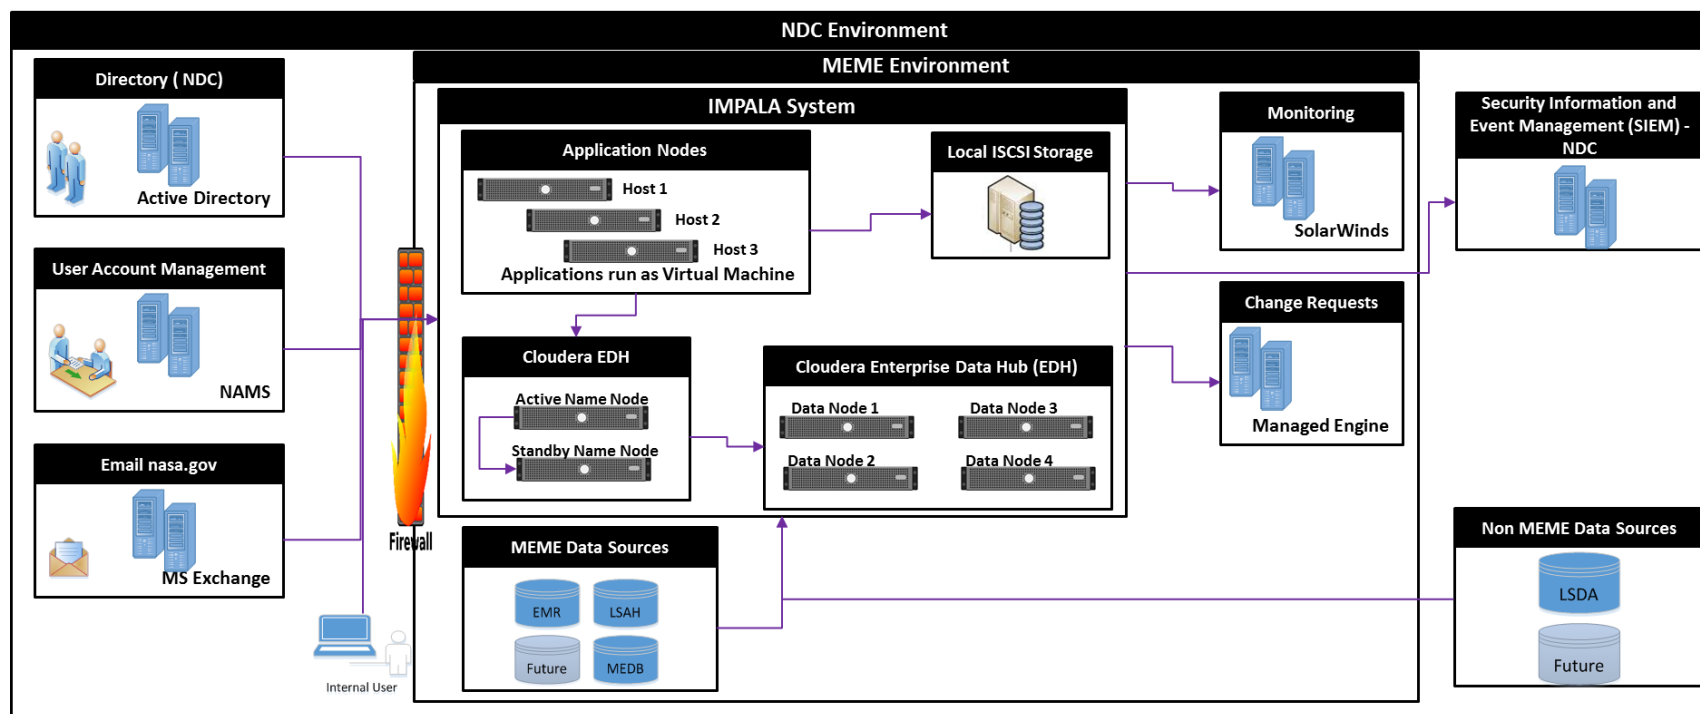 NDC Environment
Directory ( NDC)
Active Directory
User Account Management
NAMS
Email nasa.gov
MS Exchange
Internal User
Firewall
MEME Environment
IMPALA System
Application Nodes
Host 1
Host 2
Host 3
Applications run as Virtual Machine
Local ISCSI Storage
Cloudera EDH
Active Name Node
Standby Name Node
Cloudera Enterprise Data Hub (EDH)
Data Node 1
Data Node 3
Data Node 2
Data Node 4
MEME Data Sources
EMR
LSAH
Future
MEDB
Monitoring
SolarWinds
Change Requests
Managed Engine
Security Information and
Event Management (SIEM) -
NDC
Non MEME Data Sources
LSDA
Future